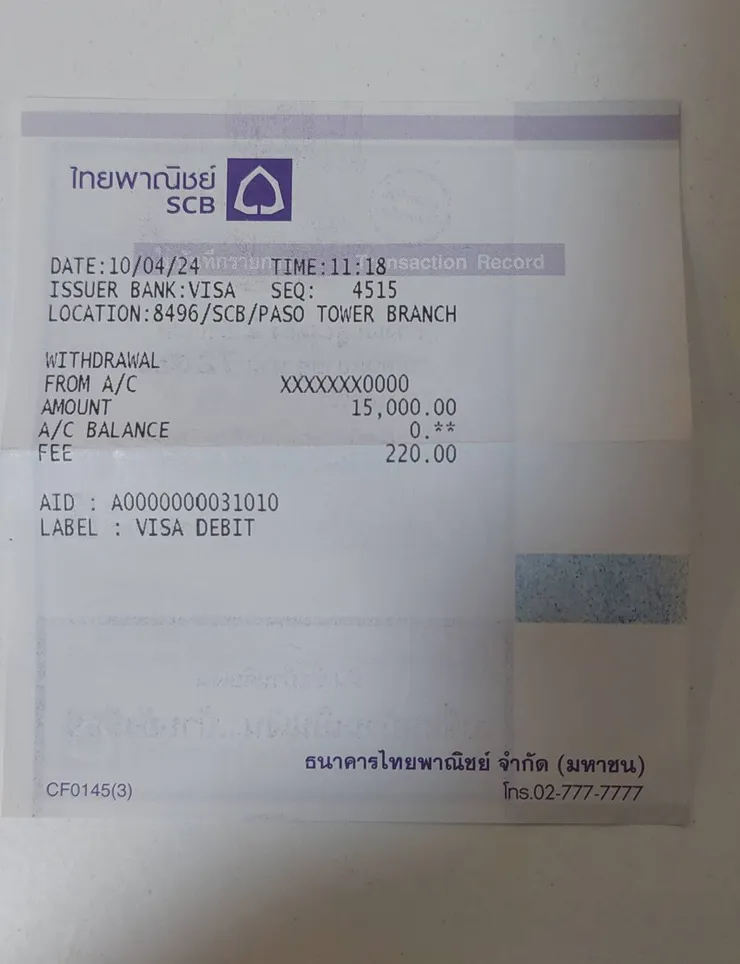 ไทยพาณิชย์
SCB
Transaction Record
DATE:10/04/24 TIME:11:18
ISSUER BANK:VISA SEQ: 4515
LOCATION:8496/SCB/PASO TOWER BRANCH
WITHDRAWAL
FROM A/C XXXXXXX0000
AMOUNT 15,000.00
A/C BALANCE 0.**
FEE 220.00
AID : A0000000031010
LABEL : VISA DEBIT
ธนาคารไทยพาณิชย์ จำกัด (มหาชน)
CF0145(3) โทร.02-777-7777